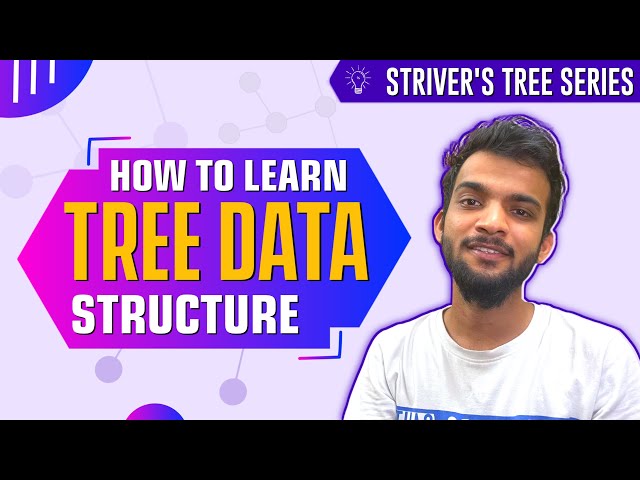 STRIVER'S TREE SERIES
HOW TO LEARN
TREE DATA
STRUCTURE